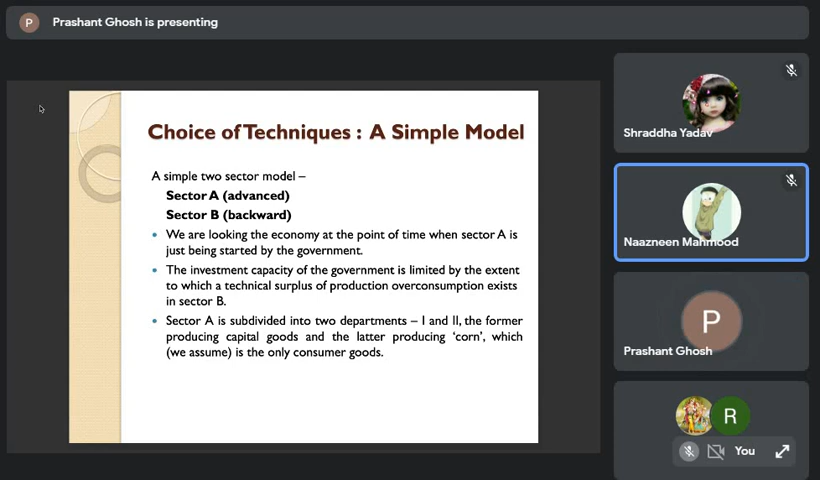 P Prashant Ghosh is presenting
Choice of Techniques : A Simple Model
A simple two sector model –
Sector A (advanced)
Sector B (backward)
• We are looking the economy at the point of time when sector A is
just being started by the government.
• The investment capacity of the government is limited by the extent
to which a technical surplus of production overconsumption exists
in sector B.
• Sector A is subdivided into two departments – I and II, the former
producing capital goods and the latter producing ‘corn’, which
(we assume) is the only consumer goods.
Shraddha Yadav
Naazneen Mahmood
P
Prashant Ghosh
R
You